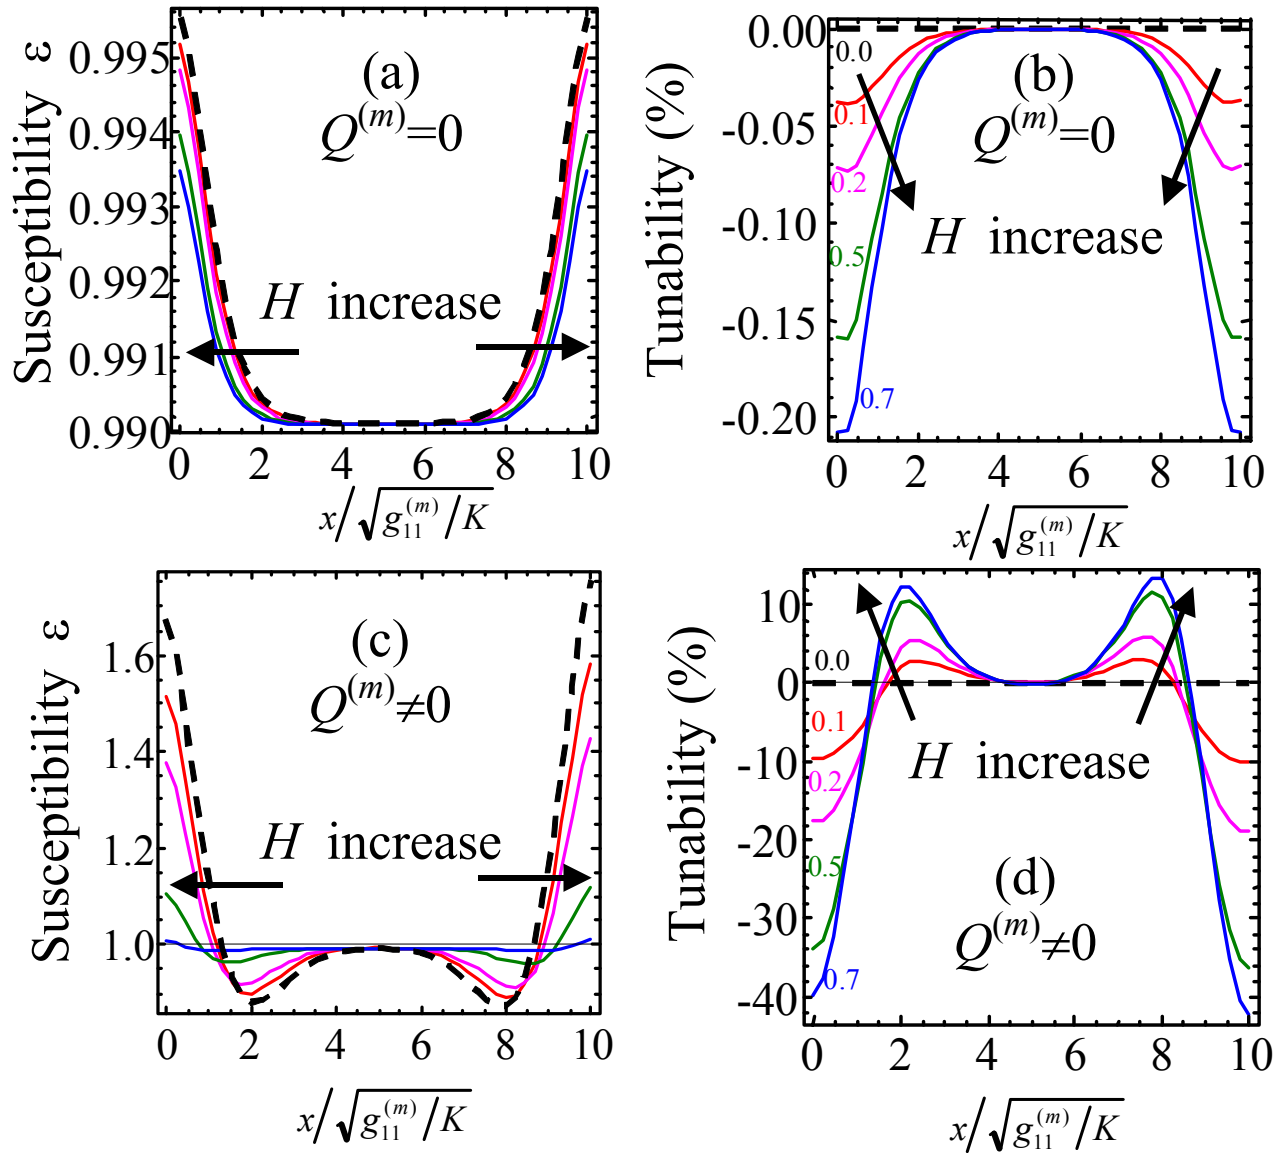 Susceptibility ε
0.995
0.994
0.993
0.992
0.991
0.990
(a)
Q^(m)=0
H increase
0 2 4 6 8 10
x/√(g₁₁^(m)/K)
Tunability (%)
0.00
-0.05
-0.10
-0.15
-0.20
0.0
0.1
0.2
0.5
0.7
(b)
Q^(m)=0
H increase
0 2 4 6 8 10
x/√(g₁₁^(m)/K)
Susceptibility ε
1.6
1.4
1.2
1.0
(c)
Q^(m)≠0
H increase
0 2 4 6 8 10
x/√(g₁₁^(m)/K)
Tunability (%)
10
0
-10
-20
-30
-40
0.0
0.1
0.2
0.5
0.7
H increase
(d)
Q^(m)≠0
0 2 4 6 8 10
x/√(g₁₁^(m)/K)